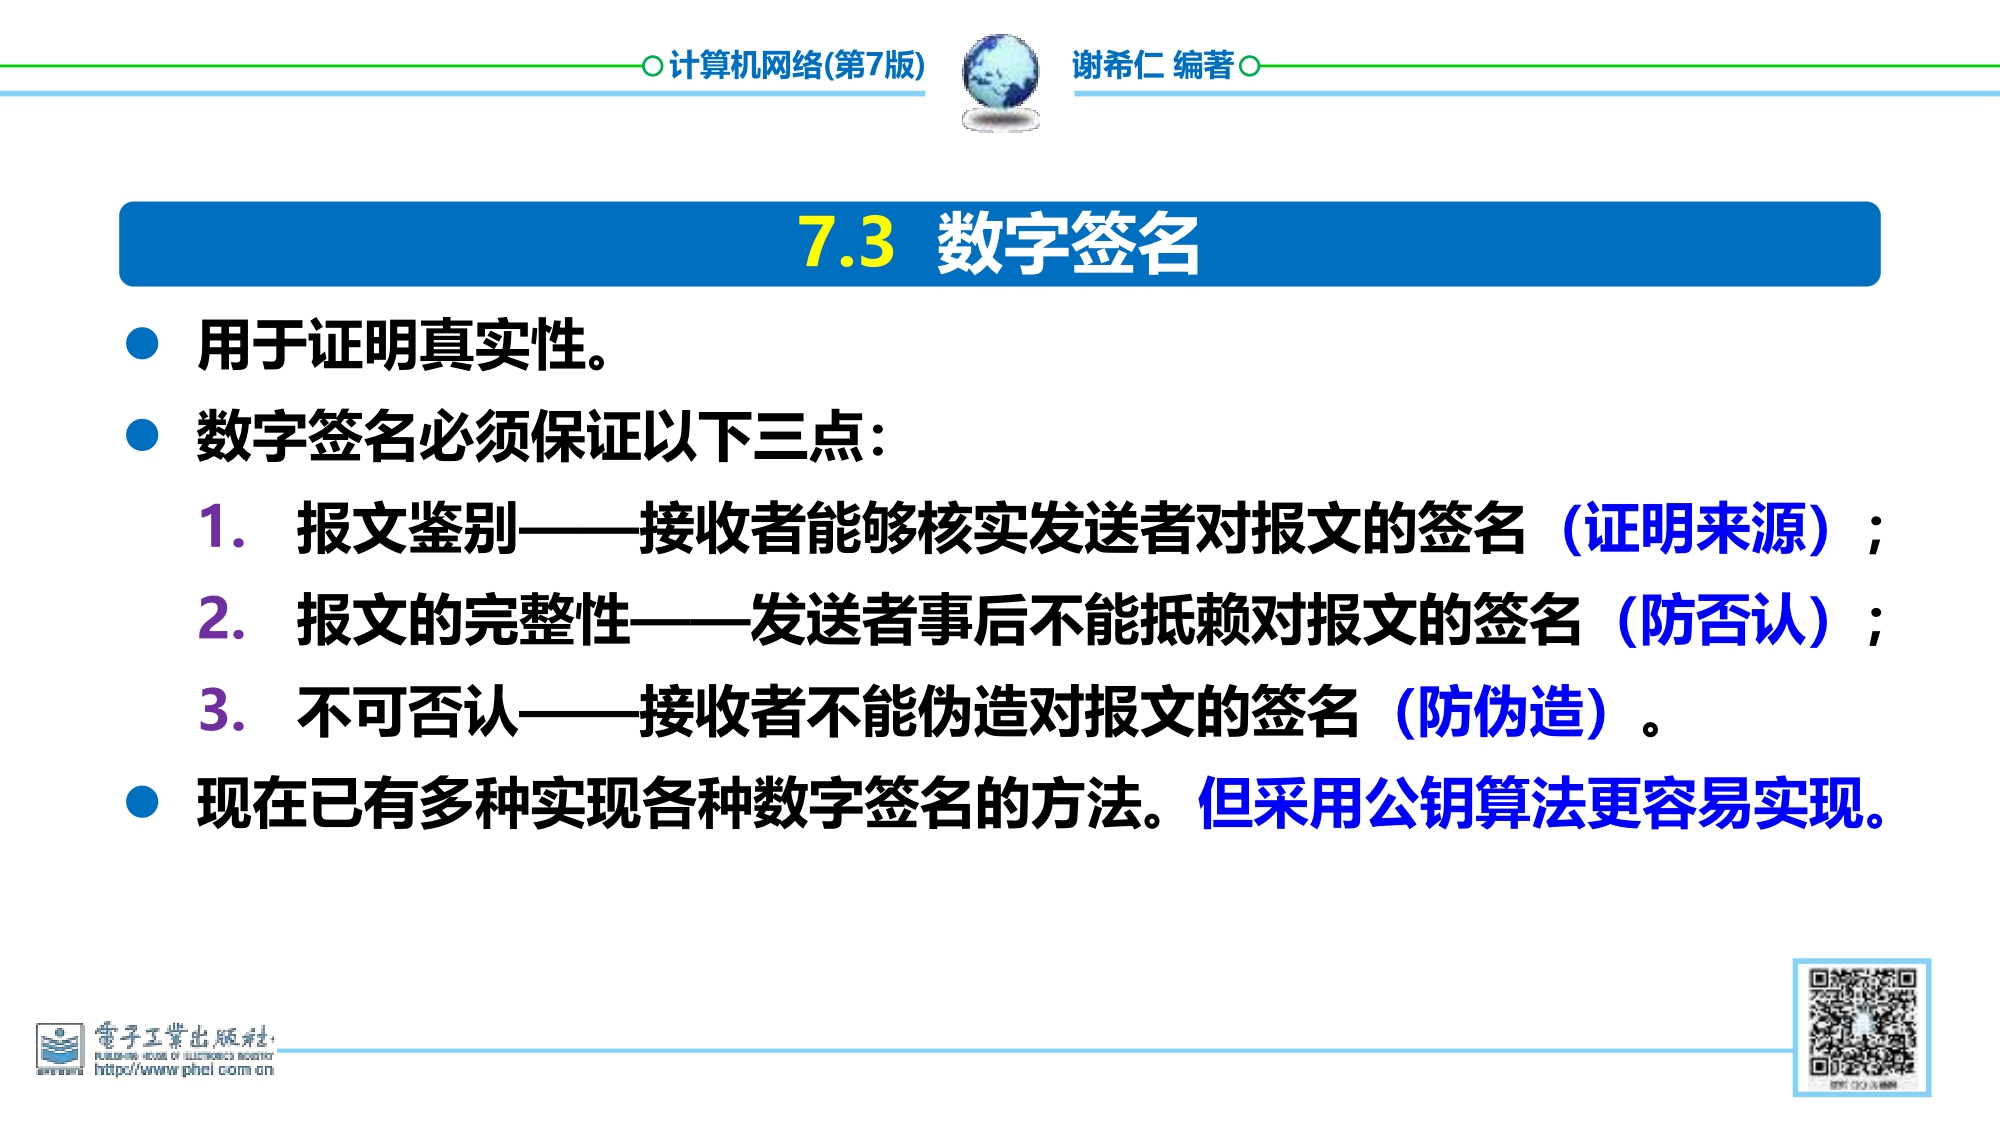 计算机网络(第7版)
谢希仁 编著
7.3 数字签名
● 用于证明真实性。
● 数字签名必须保证以下三点：
1. 报文鉴别——接收者能够核实发送者对报文的签名（证明来源）；
2. 报文的完整性——发送者事后不能抵赖对报文的签名（防否认）；
3. 不可否认——接收者不能伪造对报文的签名（防伪造）。
● 现在已有多种实现各种数字签名的方法。但采用公钥算法更容易实现。
電子工業出版社
PUBLISHING HOUSE OF ELECTRONICS INDUSTRY
http://www.phei.com.cn